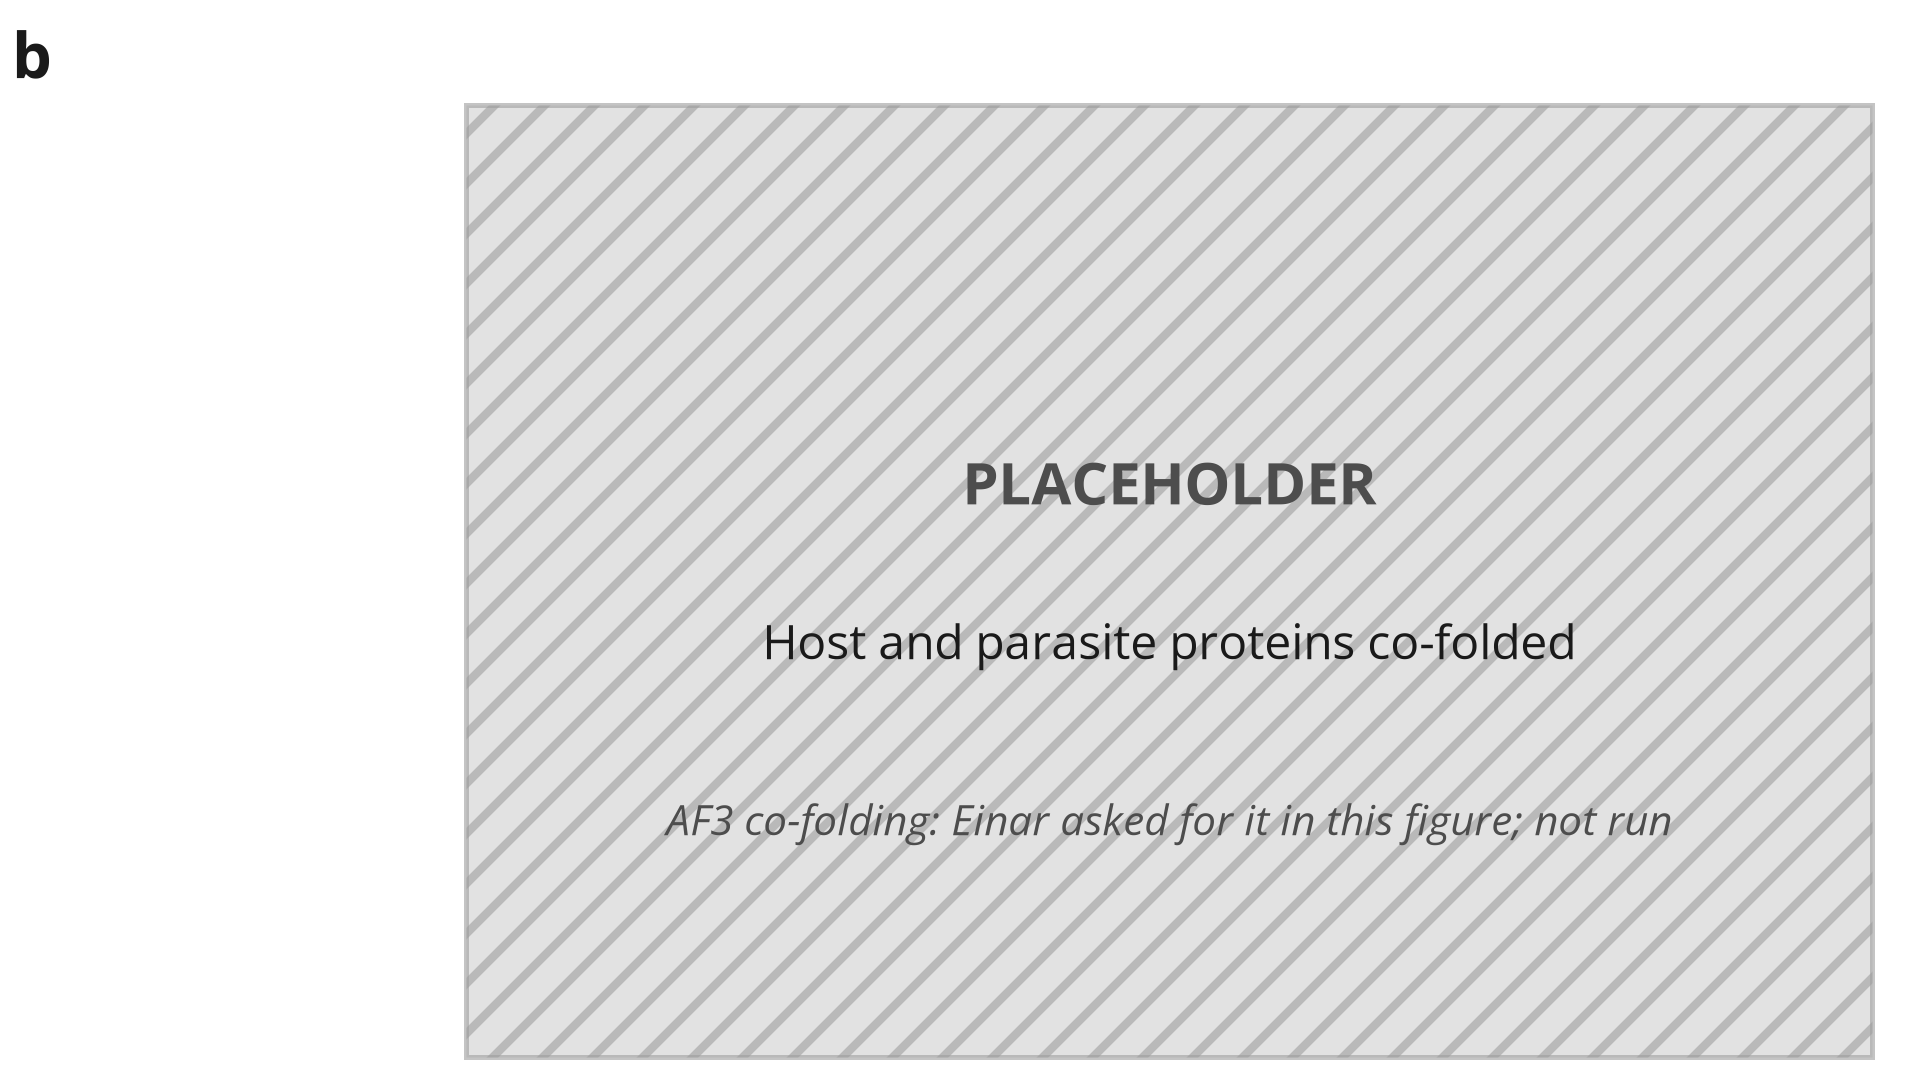 b
PLACEHOLDER
Host and parasite proteins co-folded
AF3 co-folding: Einar asked for it in this figure; not run